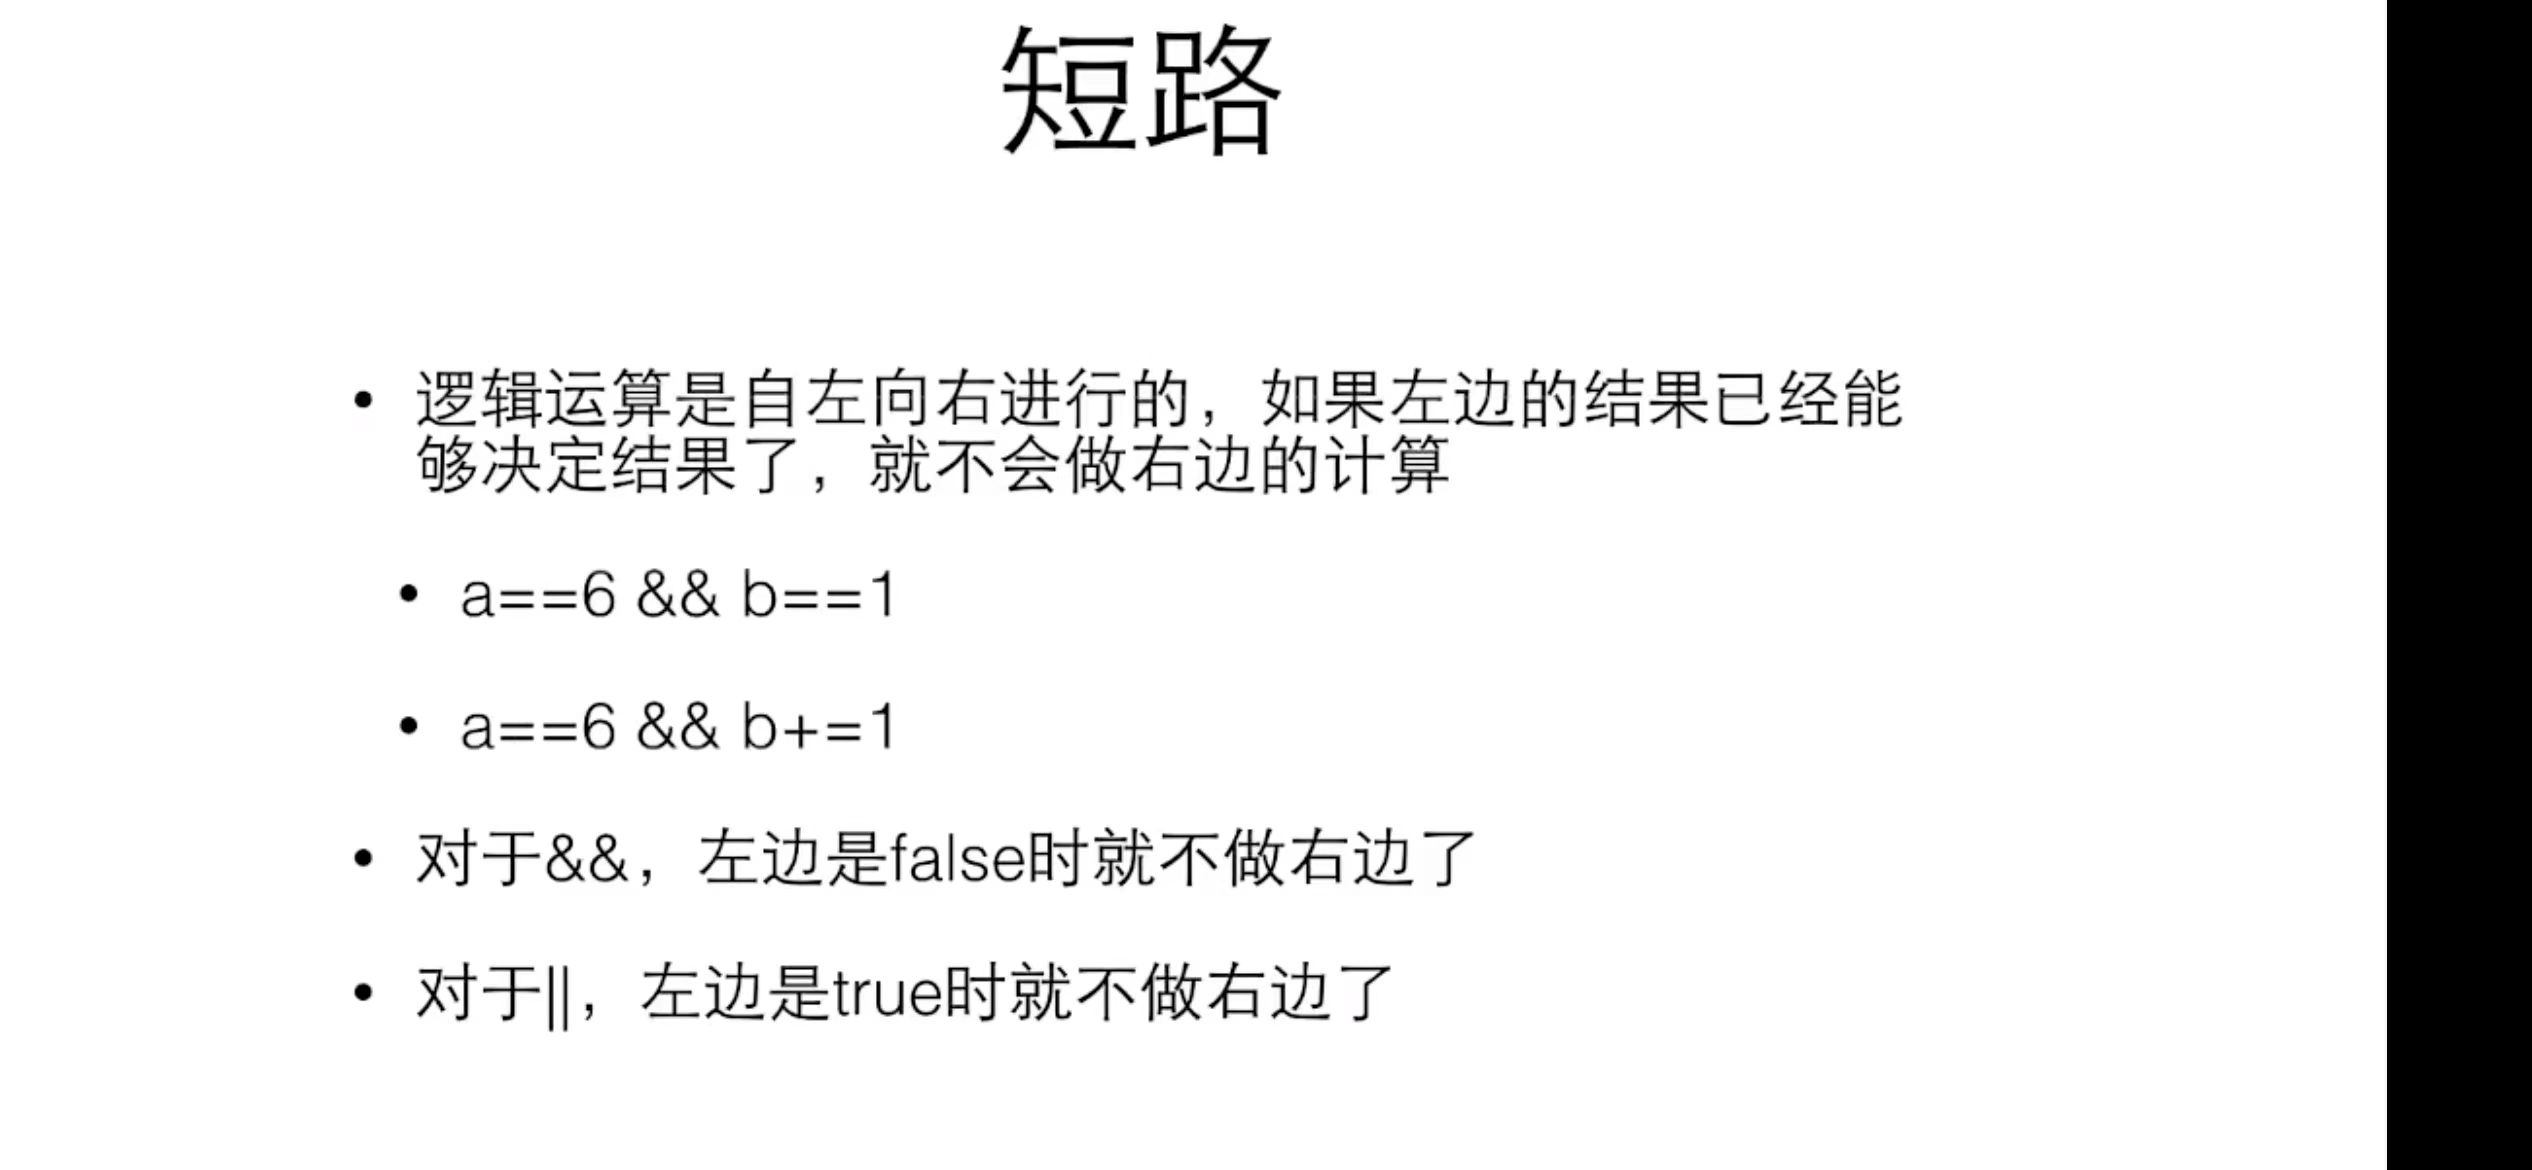 短路
• 逻辑运算是自左向右进行的，如果左边的结果已经能
够决定结果了，就不会做右边的计算
• a==6 && b==1
• a==6 && b+=1
• 对于&&，左边是false时就不做右边了
• 对于||，左边是true时就不做右边了